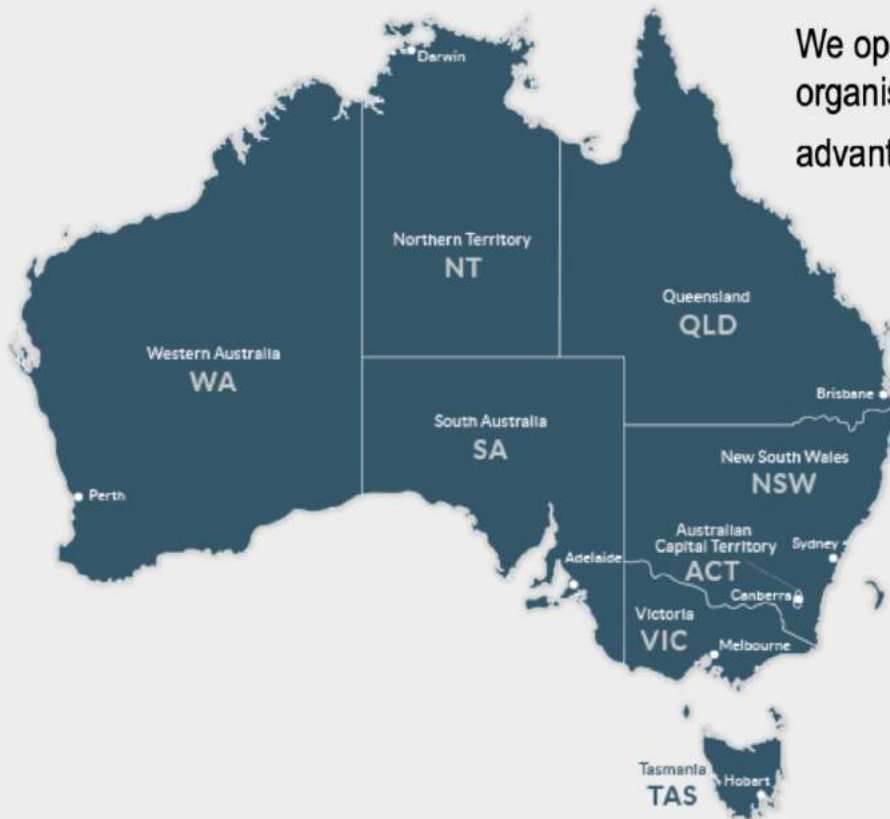 We op
organis
advant
Darwin
Northern Territory
NT
Queensland
QLD
Western Australia
WA
Brisbane
South Australia
SA
New South Wales
NSW
Perth
Australian
Capital Territory
ACT
Sydney
Adelaide
Canberra
Victoria
VIC
Melbourne
Tasmania
TAS
Hobart